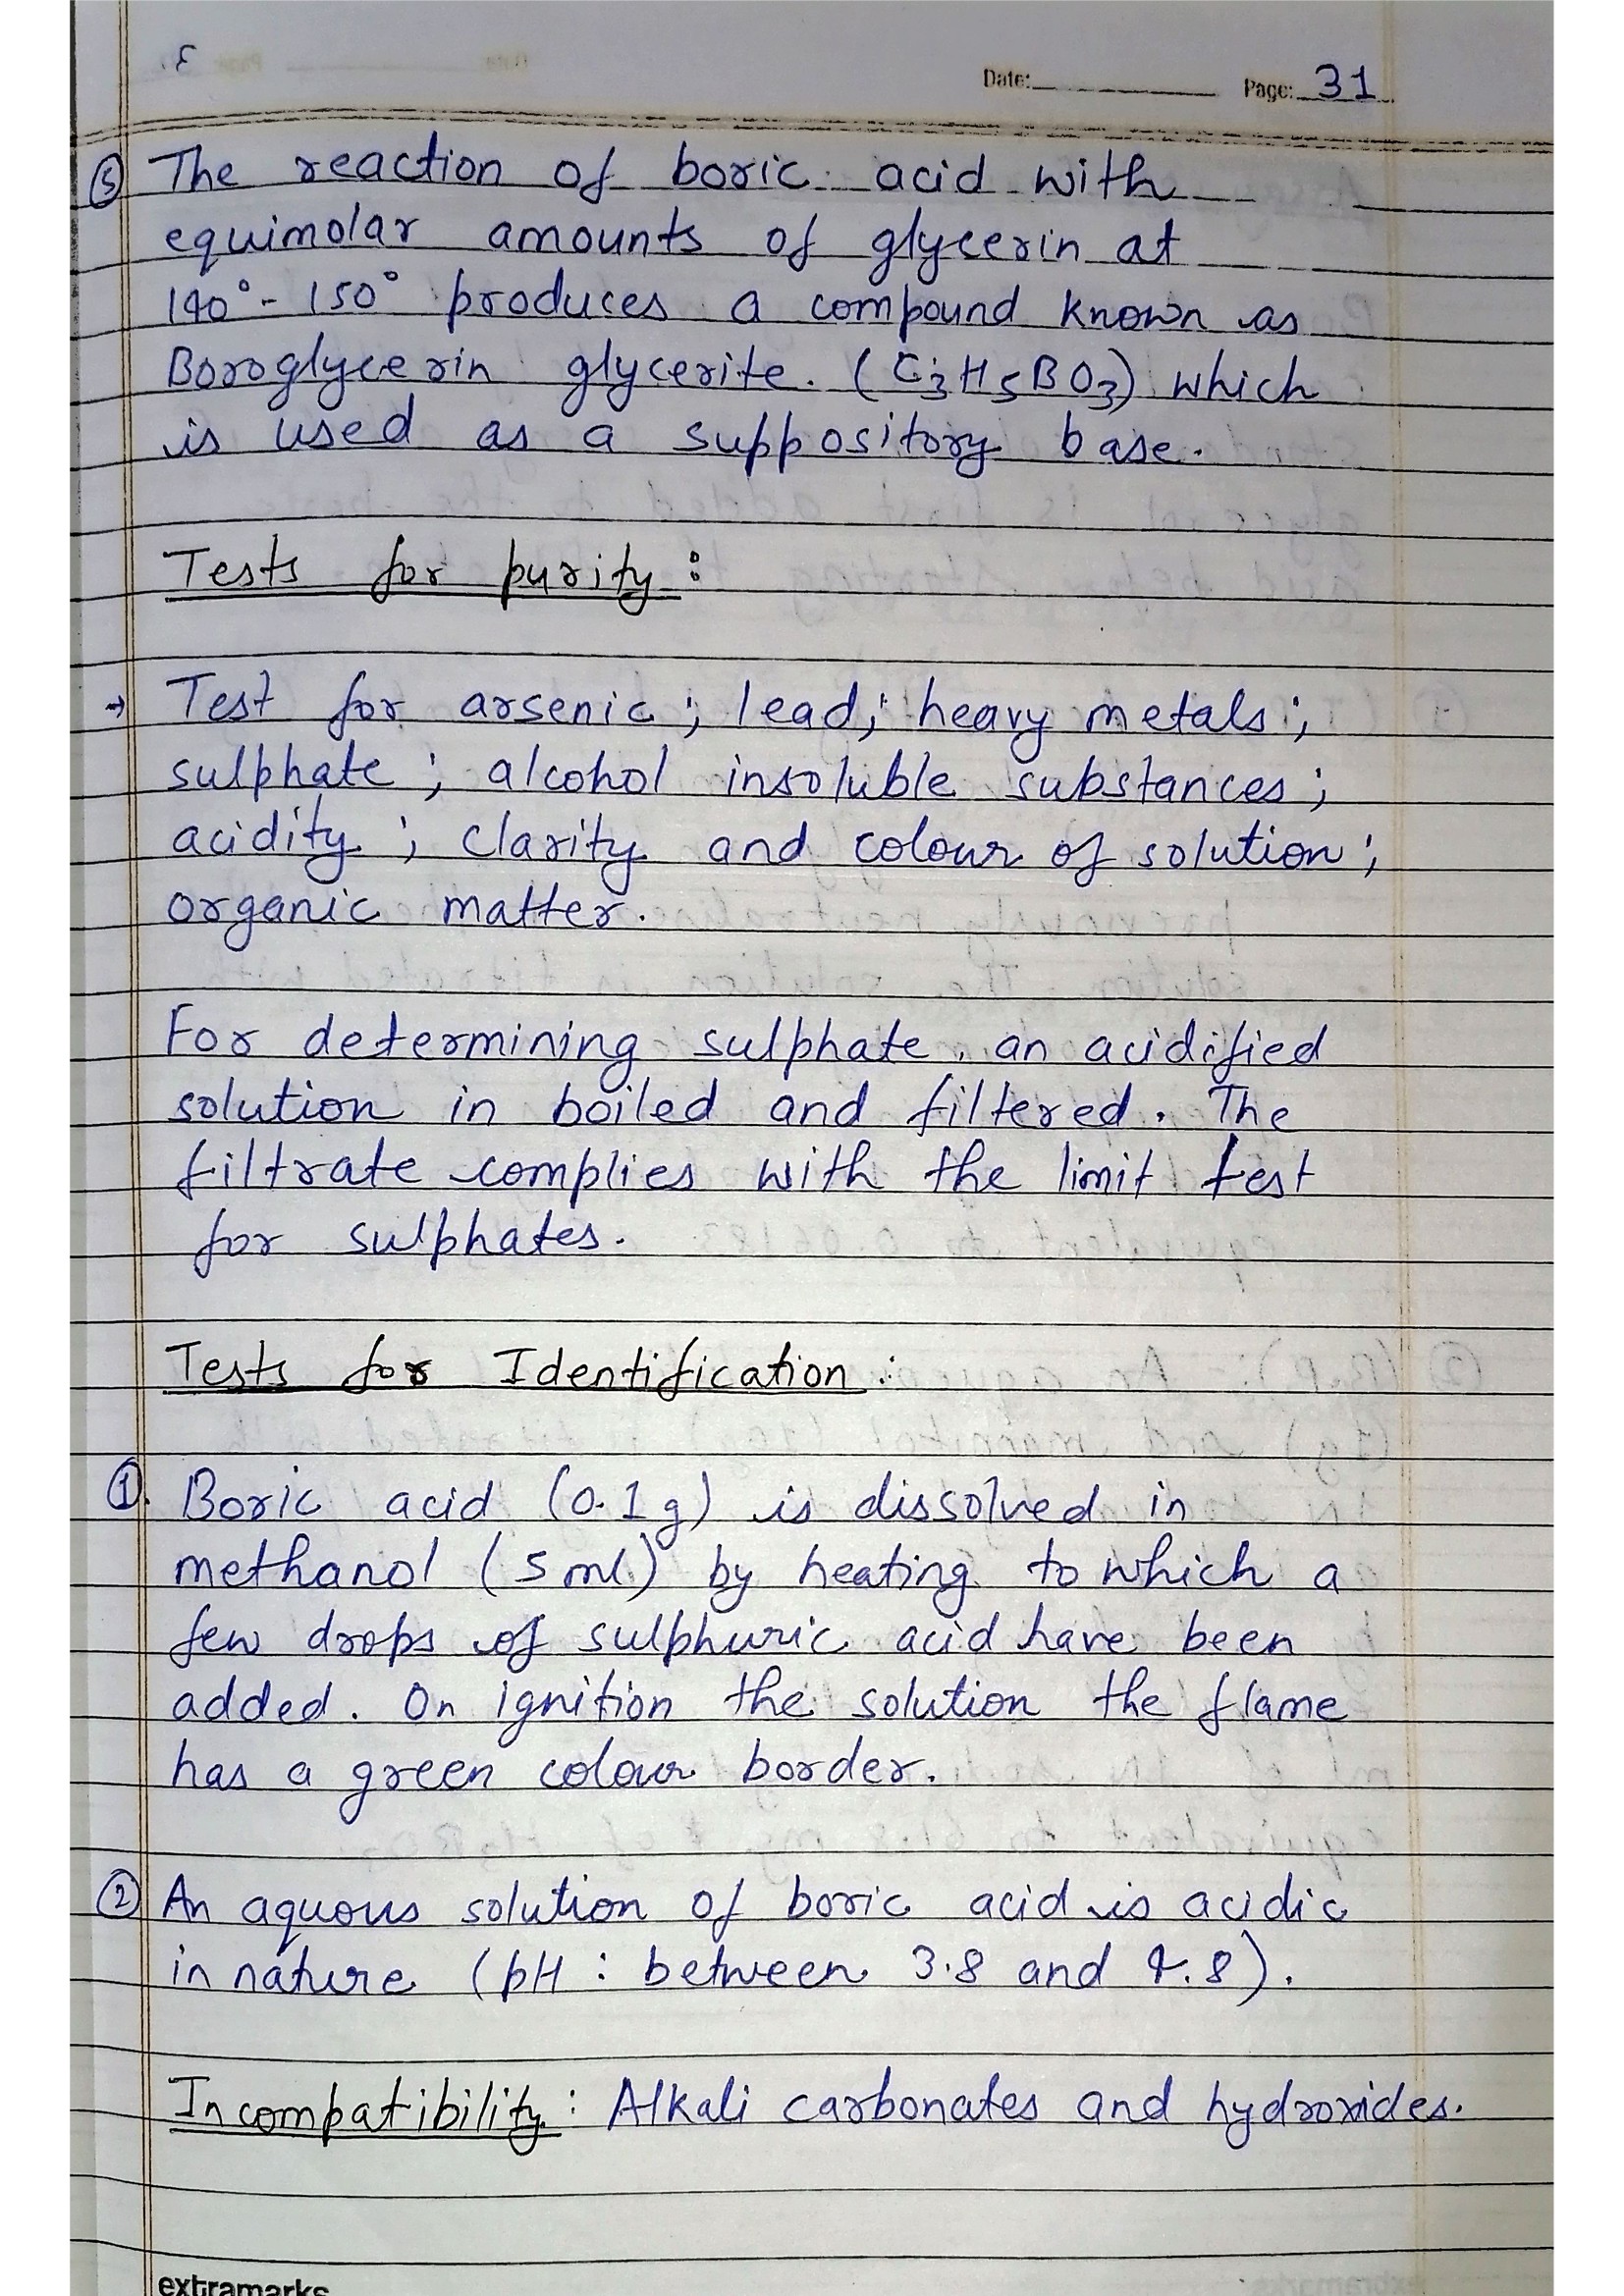 Date: Page: 31
⑤ The reaction of boric acid with
equimolar amounts of glycerin at
140°-150° produces a compound known as
Boroglycerin glycerite. (C₃H₅BO₃) which
is used as a suppository base.
Tests for purity :
→ Test for arsenic ; lead; heavy metals ;
sulphate ; alcohol insoluble substances ;
acidity ; clarity and colour of solution ;
organic matter.
For determining sulphate, an acidified
solution in boiled and filtered. The
filtrate complies with the limit test
for sulphates.
Tests for Identification :
①. Boric acid (0.1g) is dissolved in
methanol (5 ml) by heating to which a
few drops of sulphuric acid have been
added. On ignition the solution the flame
has a green colour border.
② An aquous solution of boric acid is acidic
in nature (pH : between 3.8 and 4.8).
Incompatibility : Alkali carbonates and hydroxides.
extramarks